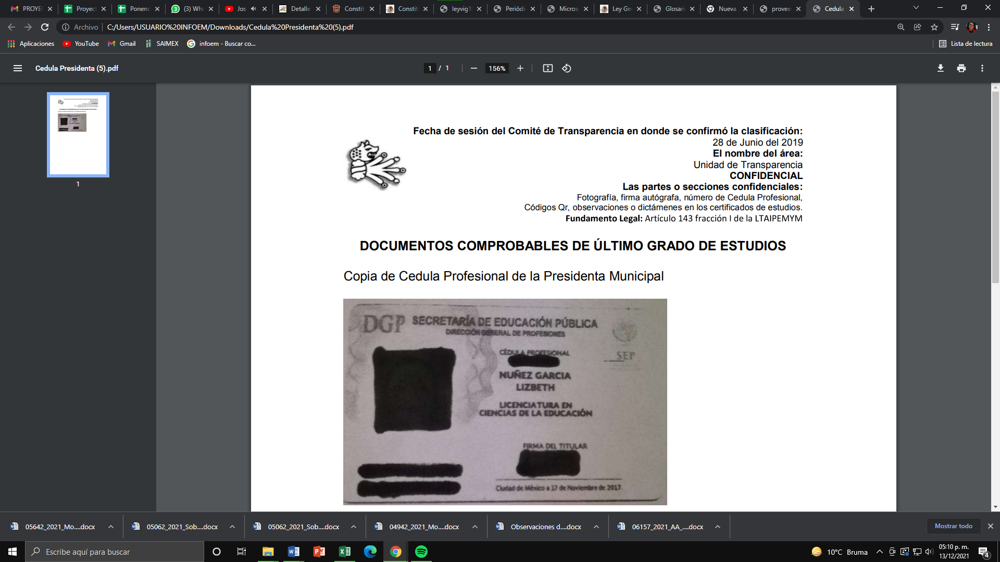 PROYEC
Proyect
Ponenc
(3) Wha
Jos
Detalle
Constit
Constit
leyvig1
Periódi
Micros
Ley Ge
Glosari
Nueva
provee
Cedula
Archivo
C:/Users/USUARIO%20INFOEM/Downloads/Cedula%20Presidenta%20(5).pdf
Aplicaciones
YouTube
Gmail
SAIMEX
infoem - Buscar co...
Lista de lectura
Cedula Presidenta (5).pdf
1 / 1
156%
1
Fecha de sesión del Comité de Transparencia en donde se confirmó la clasificación:
28 de Junio del 2019
El nombre del área:
Unidad de Transparencia
CONFIDENCIAL
Las partes o secciones confidenciales:
Fotografía, firma autógrafa, número de Cedula Profesional,
Códigos Qr, observaciones o dictámenes en los certificados de estudios.
Fundamento Legal: Artículo 143 fracción I de la LTAIPEMYM
DOCUMENTOS COMPROBABLES DE ÚLTIMO GRADO DE ESTUDIOS
Copia de Cedula Profesional de la Presidenta Municipal
DGP SECRETARÍA DE EDUCACIÓN PÚBLICA
DIRECCIÓN GENERAL DE PROFESIONES
CÉDULA PROFESIONAL
SEP
NUÑEZ GARCIA
LIZBETH
LICENCIATURA EN
CIENCIAS DE LA EDUCACIÓN
FIRMA DEL TITULAR
Ciudad de México a 17 de Noviembre de 2017.
05642_2021_Mo....docx
05062_2021_Sob....docx
05062_2021_Sob....docx
04942_2021_Mo....docx
Observaciones d....docx
06157_2021_AA_....docx
Mostrar todo
Escribe aquí para buscar
10°C Bruma
05:10 p. m.
13/12/2021
4